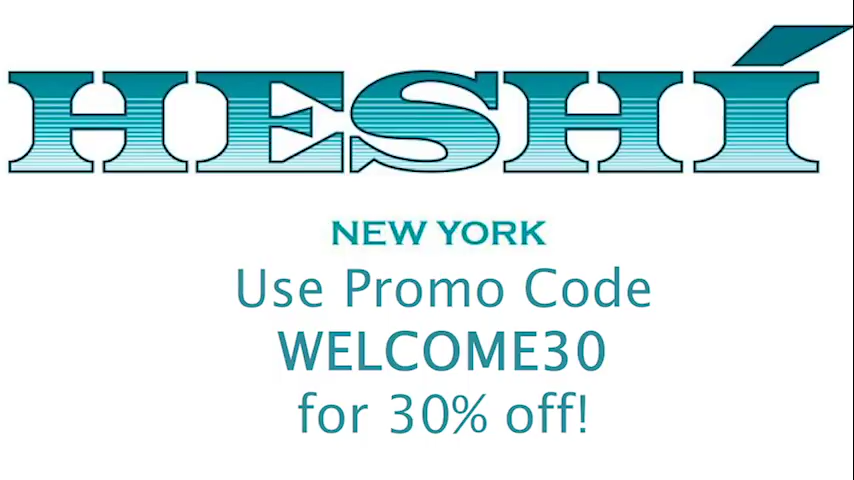 HESHÍ
NEW YORK
Use Promo Code
WELCOME30
for 30% off!